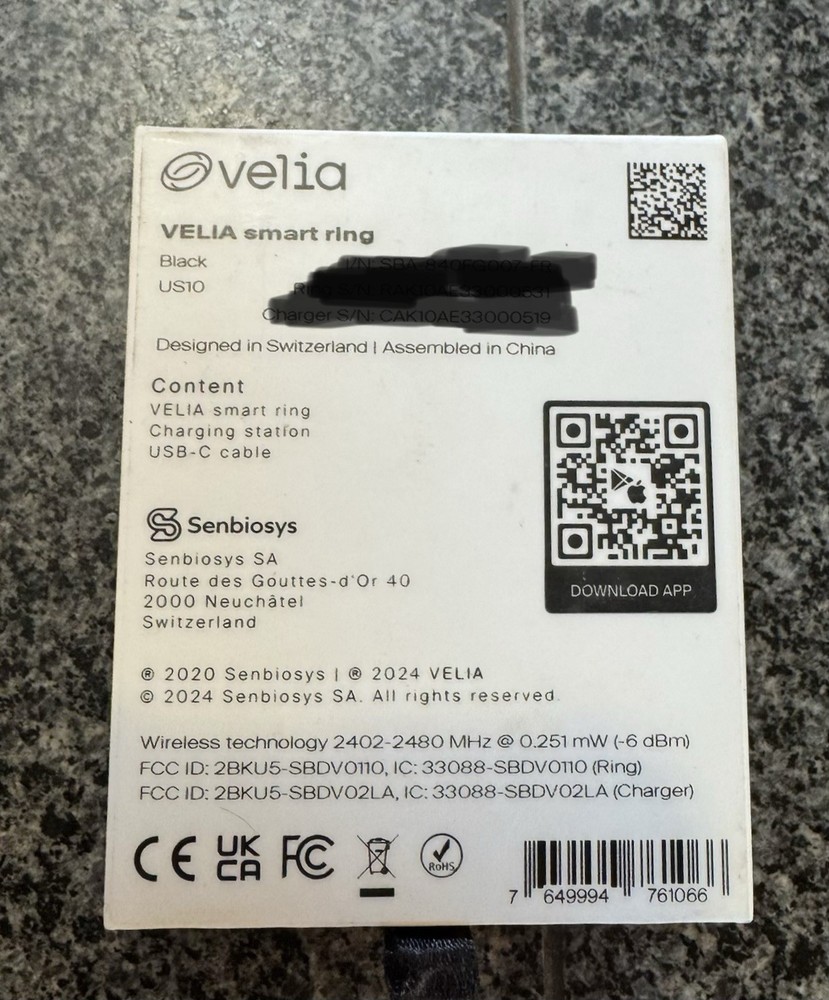 velia
VELIA smart ring
Black
US10
Charger S/N:
Designed in Switzerland | Assembled in China
Content
VELIA smart ring
Charging station
USB-C cable
DOWNLOAD APP
Senbiosys
Senbiosys SA
Route des Gouttes-d'Or 40
2000 Neuchâtel
Switzerland
® 2020 Senbiosys | ® 2024 VELIA
© 2024 Senbiosys SA. All rights reserved.
Wireless technology 2402-2480 MHz @ 0.251 mW (-6 dBm)
FCC ID: 2BKU5-SBDV0110, IC: 33088-SBDV0110 (Ring)
FCC ID: 2BKU5-SBDV02LA, IC: 33088-SBDV02LA (Charger)
CE UK CA FC RoHS
7 649994 761066